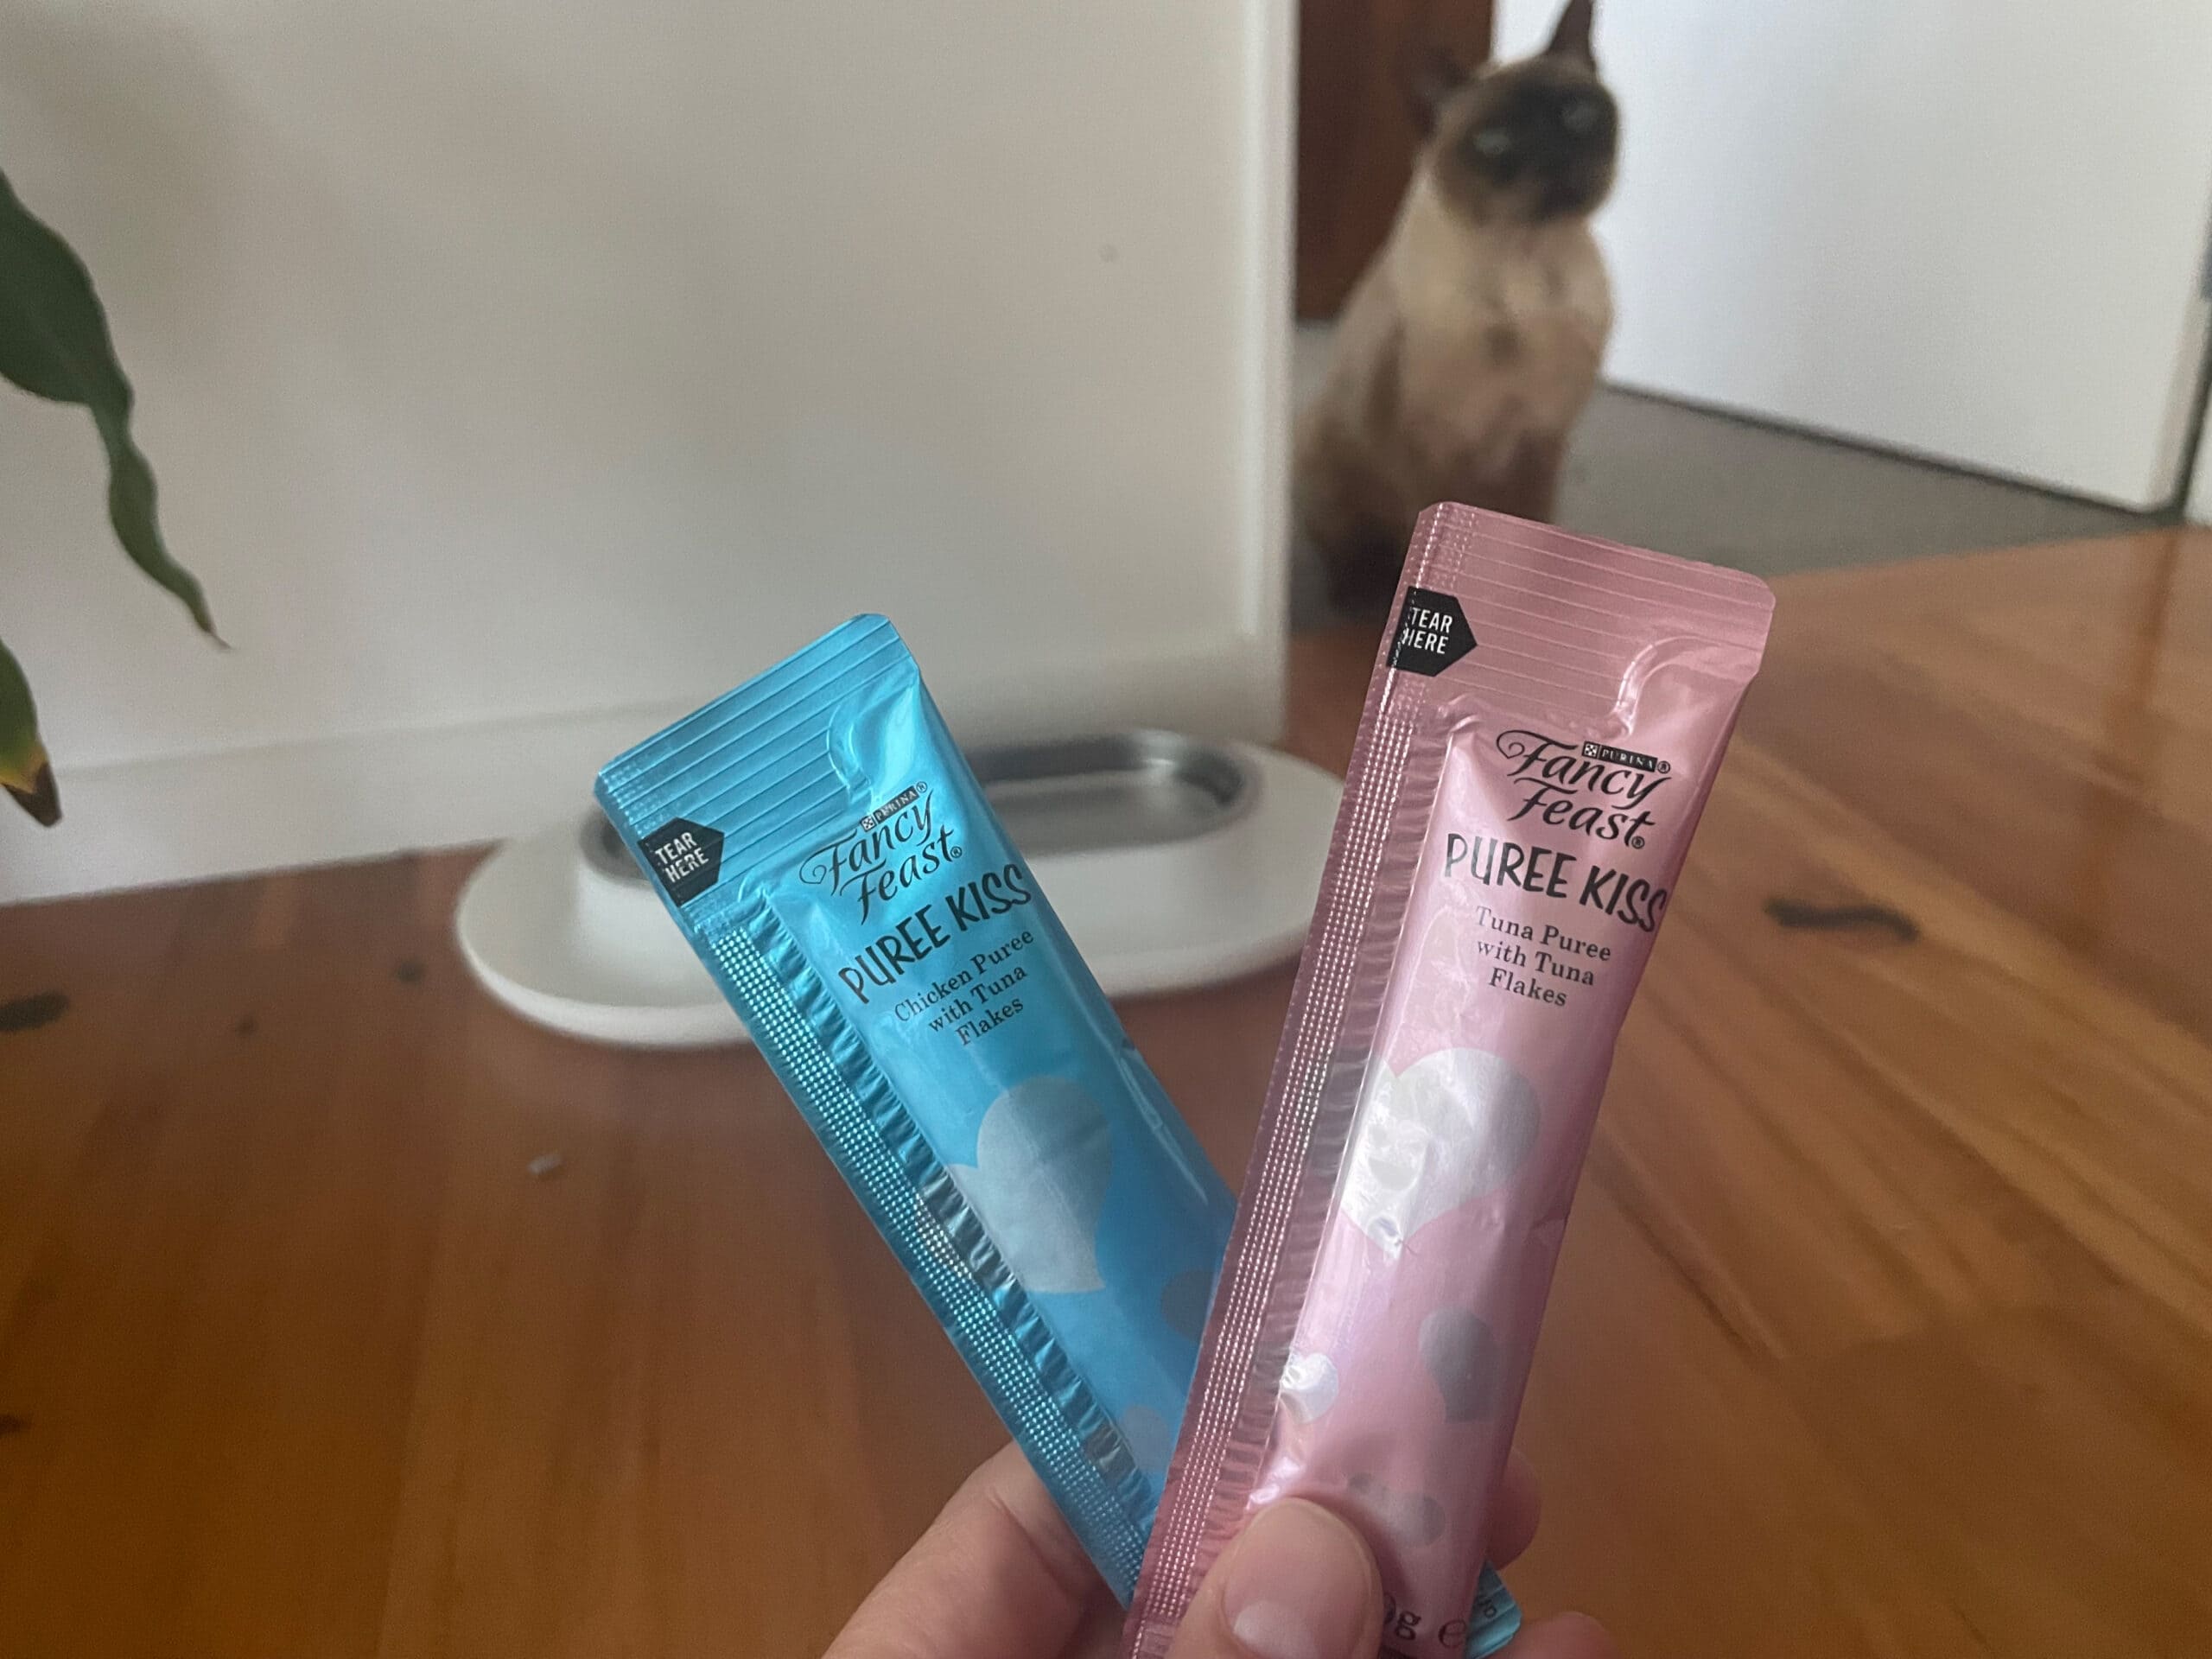 TEAR
HERE
PURINA®
Fancy
Feast®
PUREE KISS
Chicken Puree
with Tuna
Flakes
TEAR
HERE
PURINA®
Fancy
Feast®
PUREE KISS
Tuna Puree
with Tuna
Flakes
g e